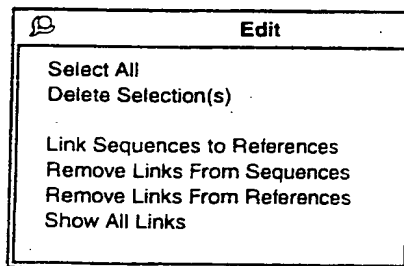 Edit
Select All
Delete Selection(s)
Link Sequences to References
Remove Links From Sequences
Remove Links From References
Show All Links